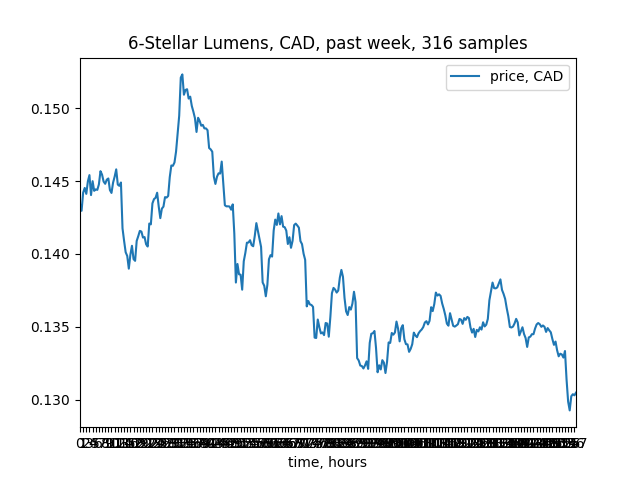 6-Stellar Lumens, CAD, past week, 316 samples
price, CAD
0.150
0.145
0.140
0.135
0.130
time, hours